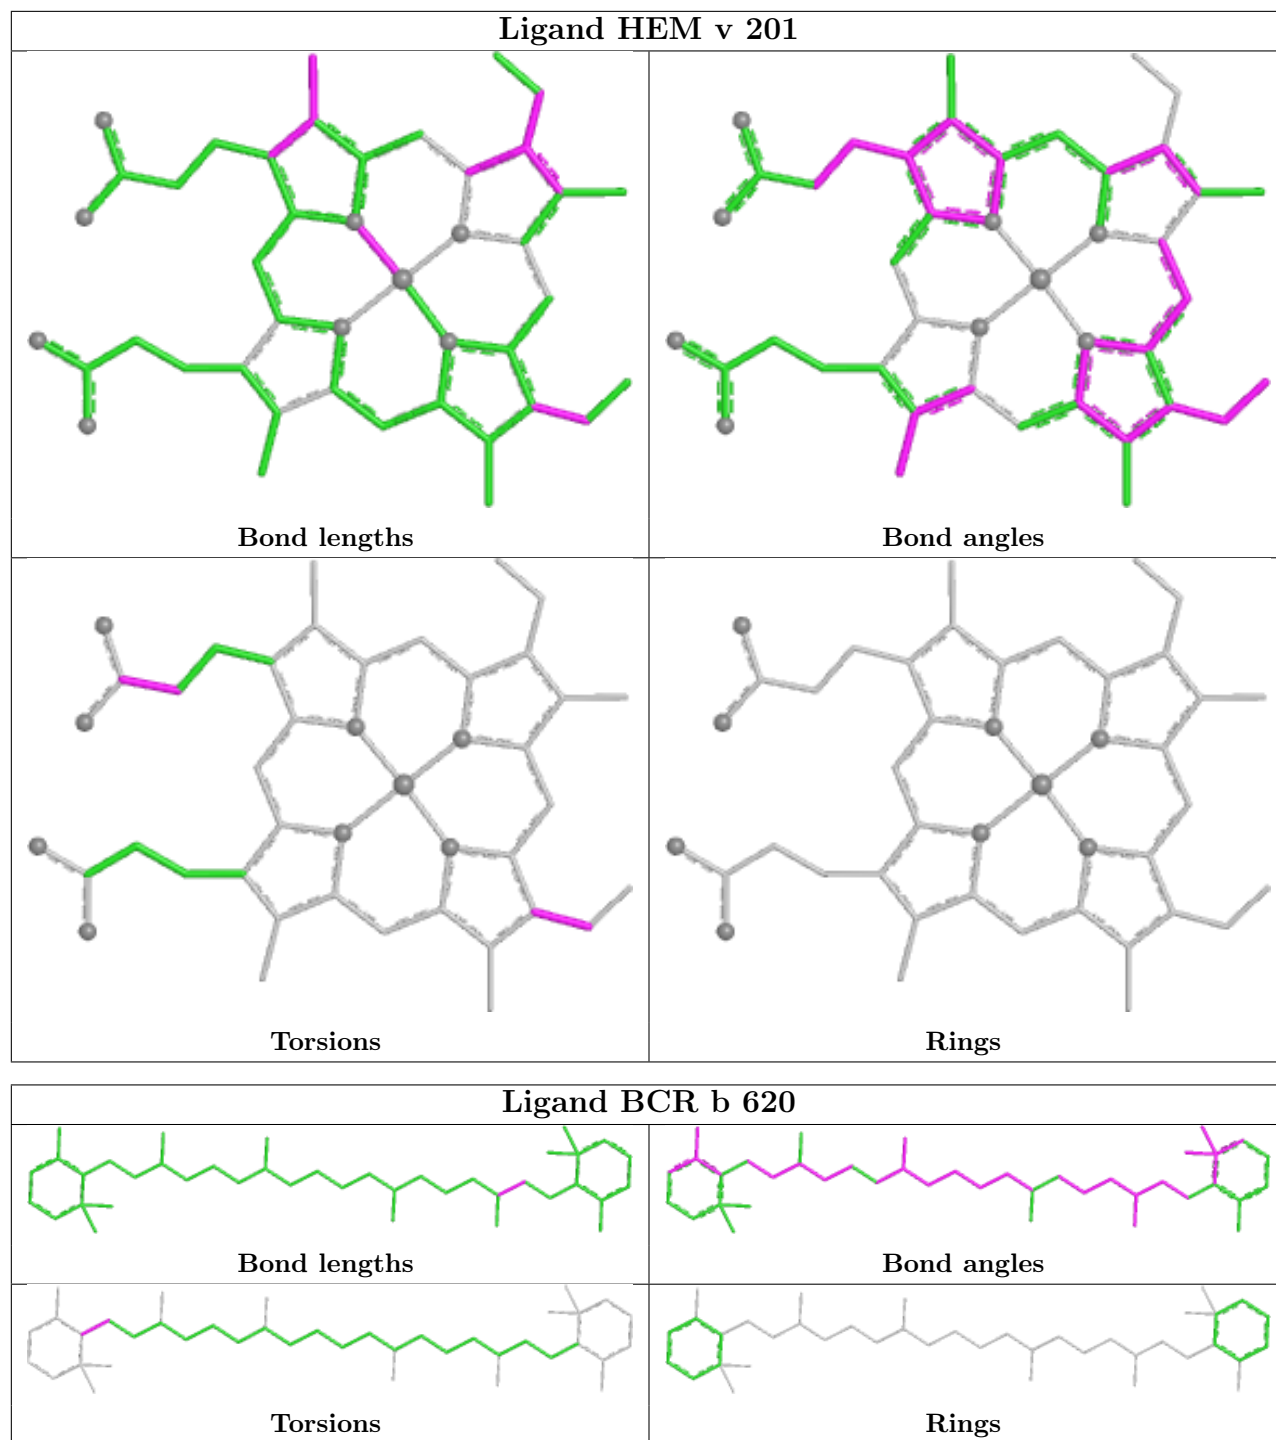 Ligand HEM v 201
Bond lengths
Bond angles
Torsions
Rings
Ligand BCR b 620
Bond lengths
Bond angles
Torsions
Rings